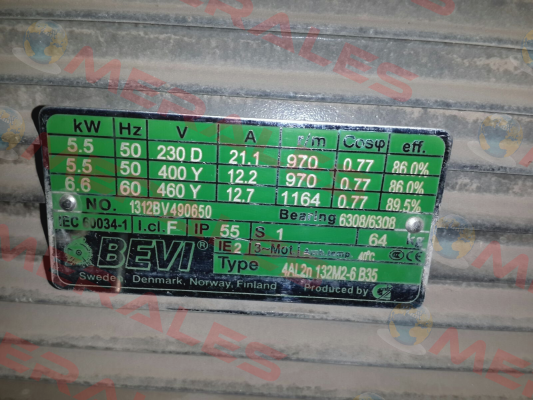 kW Hz V A r/m Cosφ eff.
5.5 50 230 D 21.1 970 0.77 86.0%
5.5 50 400 Y 12.2 970 0.77 86.0%
6.6 60 460 Y 12.7 1164 0.77 89.5%
NO. 1312BV490650 Bearing 6308/6308
IEC 60034-1 I.cl. F IP 55 S 1 64 kg
BEVI® IE2 3~Mot 40°C
Type 4AL2n 132M2-6 B35
Sweden, Denmark, Norway, Finland Produced by
MERALES